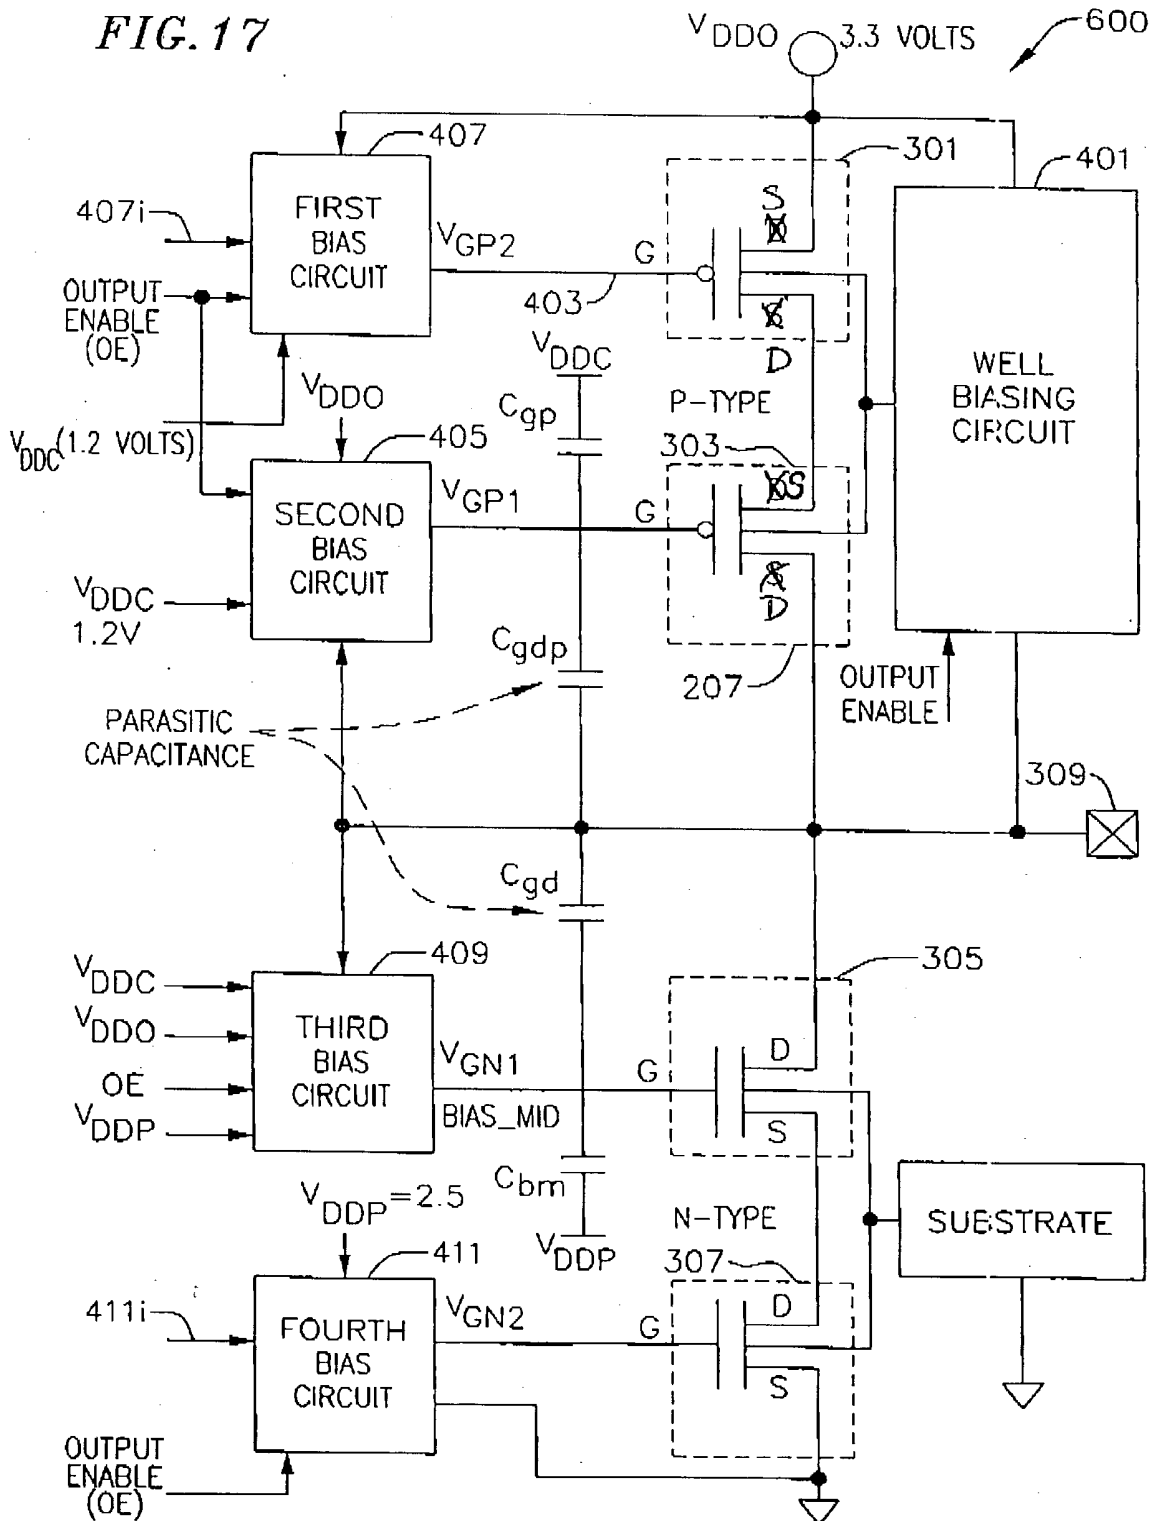 FIG. 17
V DDO 3.3 VOLTS
600
407
301
401
407i
FIRST
BIAS
CIRCUIT
VGP2
G
403
S
D
S
D
OUTPUT
ENABLE
(OE)
VDDC
WELL
BIASING
CIRCUIT
VDDO
Cgp
P-TYPE
VDDC (1.2 VOLTS)
405
303
SECOND
BIAS
CIRCUIT
VGP1
G
S
S
D
VDDC
1.2V
Cgdp
207
OUTPUT
ENABLE
PARASITIC
CAPACITANCE
309
Cgd
409
305
VDDC
VDDO
OE
VDDP
THIRD
BIAS
CIRCUIT
VGN1
BIAS_MID
G
D
S
Cbm
VDDP=2.5
N-TYPE
SUBSTRATE
VDDP
411
307
411i
FOURTH
BIAS
CIRCUIT
VGN2
G
D
S
OUTPUT
ENABLE
(OE)